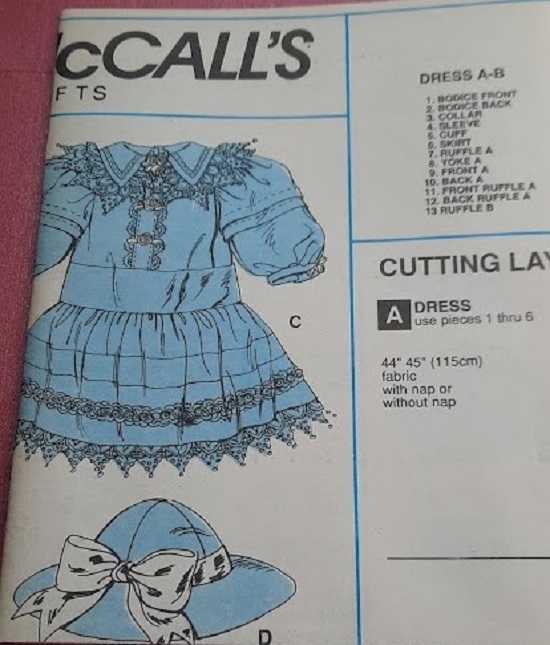 cCALL'S
FTS
C
D
DRESS A-B
1. BODICE FRONT
2. BODICE BACK
3. COLLAR
4. SLEEVE
5. CUFF
6. SKIRT
7. RUFFLE A
8. YOKE A
9. FRONT A
10. BACK A
11. FRONT RUFFLE A
12. BACK RUFFLE A
13 RUFFLE B
CUTTING LAY
A DRESS
use pieces 1 thru 6
44" 45" (115cm)
fabric
with nap or
without nap